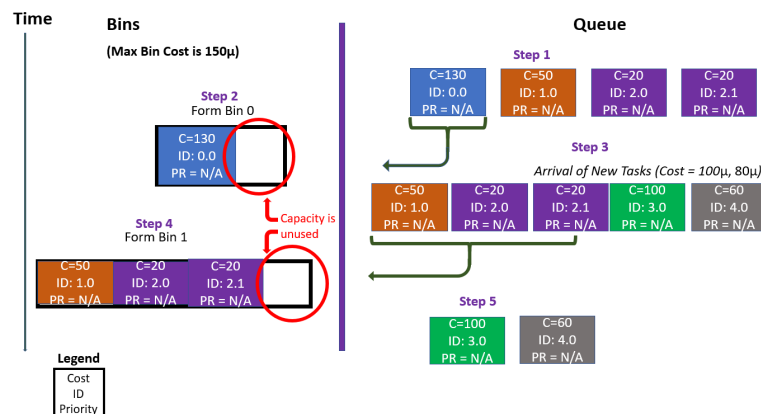 Time
Bins
(Max Bin Cost is 150µ)
Queue
Step 1
C=130
ID: 0.0
PR = N/A
C=50
ID: 1.0
PR = N/A
C=20
ID: 2.0
PR = N/A
C=20
ID: 2.1
PR = N/A
Step 2
Form Bin 0
C=130
ID: 0.0
PR = N/A
Step 3
Arrival of New Tasks (Cost = 100µ, 80µ)
C=50
ID: 1.0
PR = N/A
C=20
ID: 2.0
PR = N/A
C=20
ID: 2.1
PR = N/A
C=100
ID: 3.0
PR = N/A
C=60
ID: 4.0
PR = N/A
Capacity is
unused
Step 4
Form Bin 1
C=50
ID: 1.0
PR = N/A
C=20
ID: 2.0
PR = N/A
C=20
ID: 2.1
PR = N/A
Step 5
C=100
ID: 3.0
PR = N/A
C=60
ID: 4.0
PR = N/A
Legend
Cost
ID
Priority